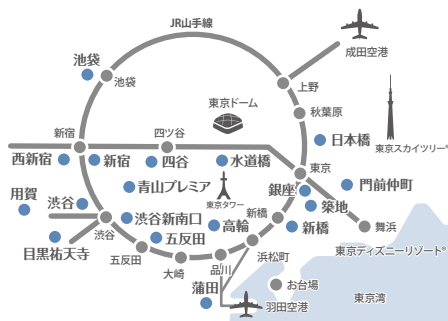 JR山手線
成田空港
池袋
池袋
上野
東京ドーム
秋葉原
新宿
四ツ谷
日本橋
東京スカイツリー®
西新宿
新宿
四谷
水道橋
東京
青山プレミア
東京タワー
銀座
門前仲町
用賀
渋谷
築地
渋谷
渋谷新南口
高輪
新橋
新橋
舞浜
目黒祐天寺
五反田
五反田
浜松町
東京ディズニーリゾート®
大崎
品川
お台場
蒲田
羽田空港
東京湾